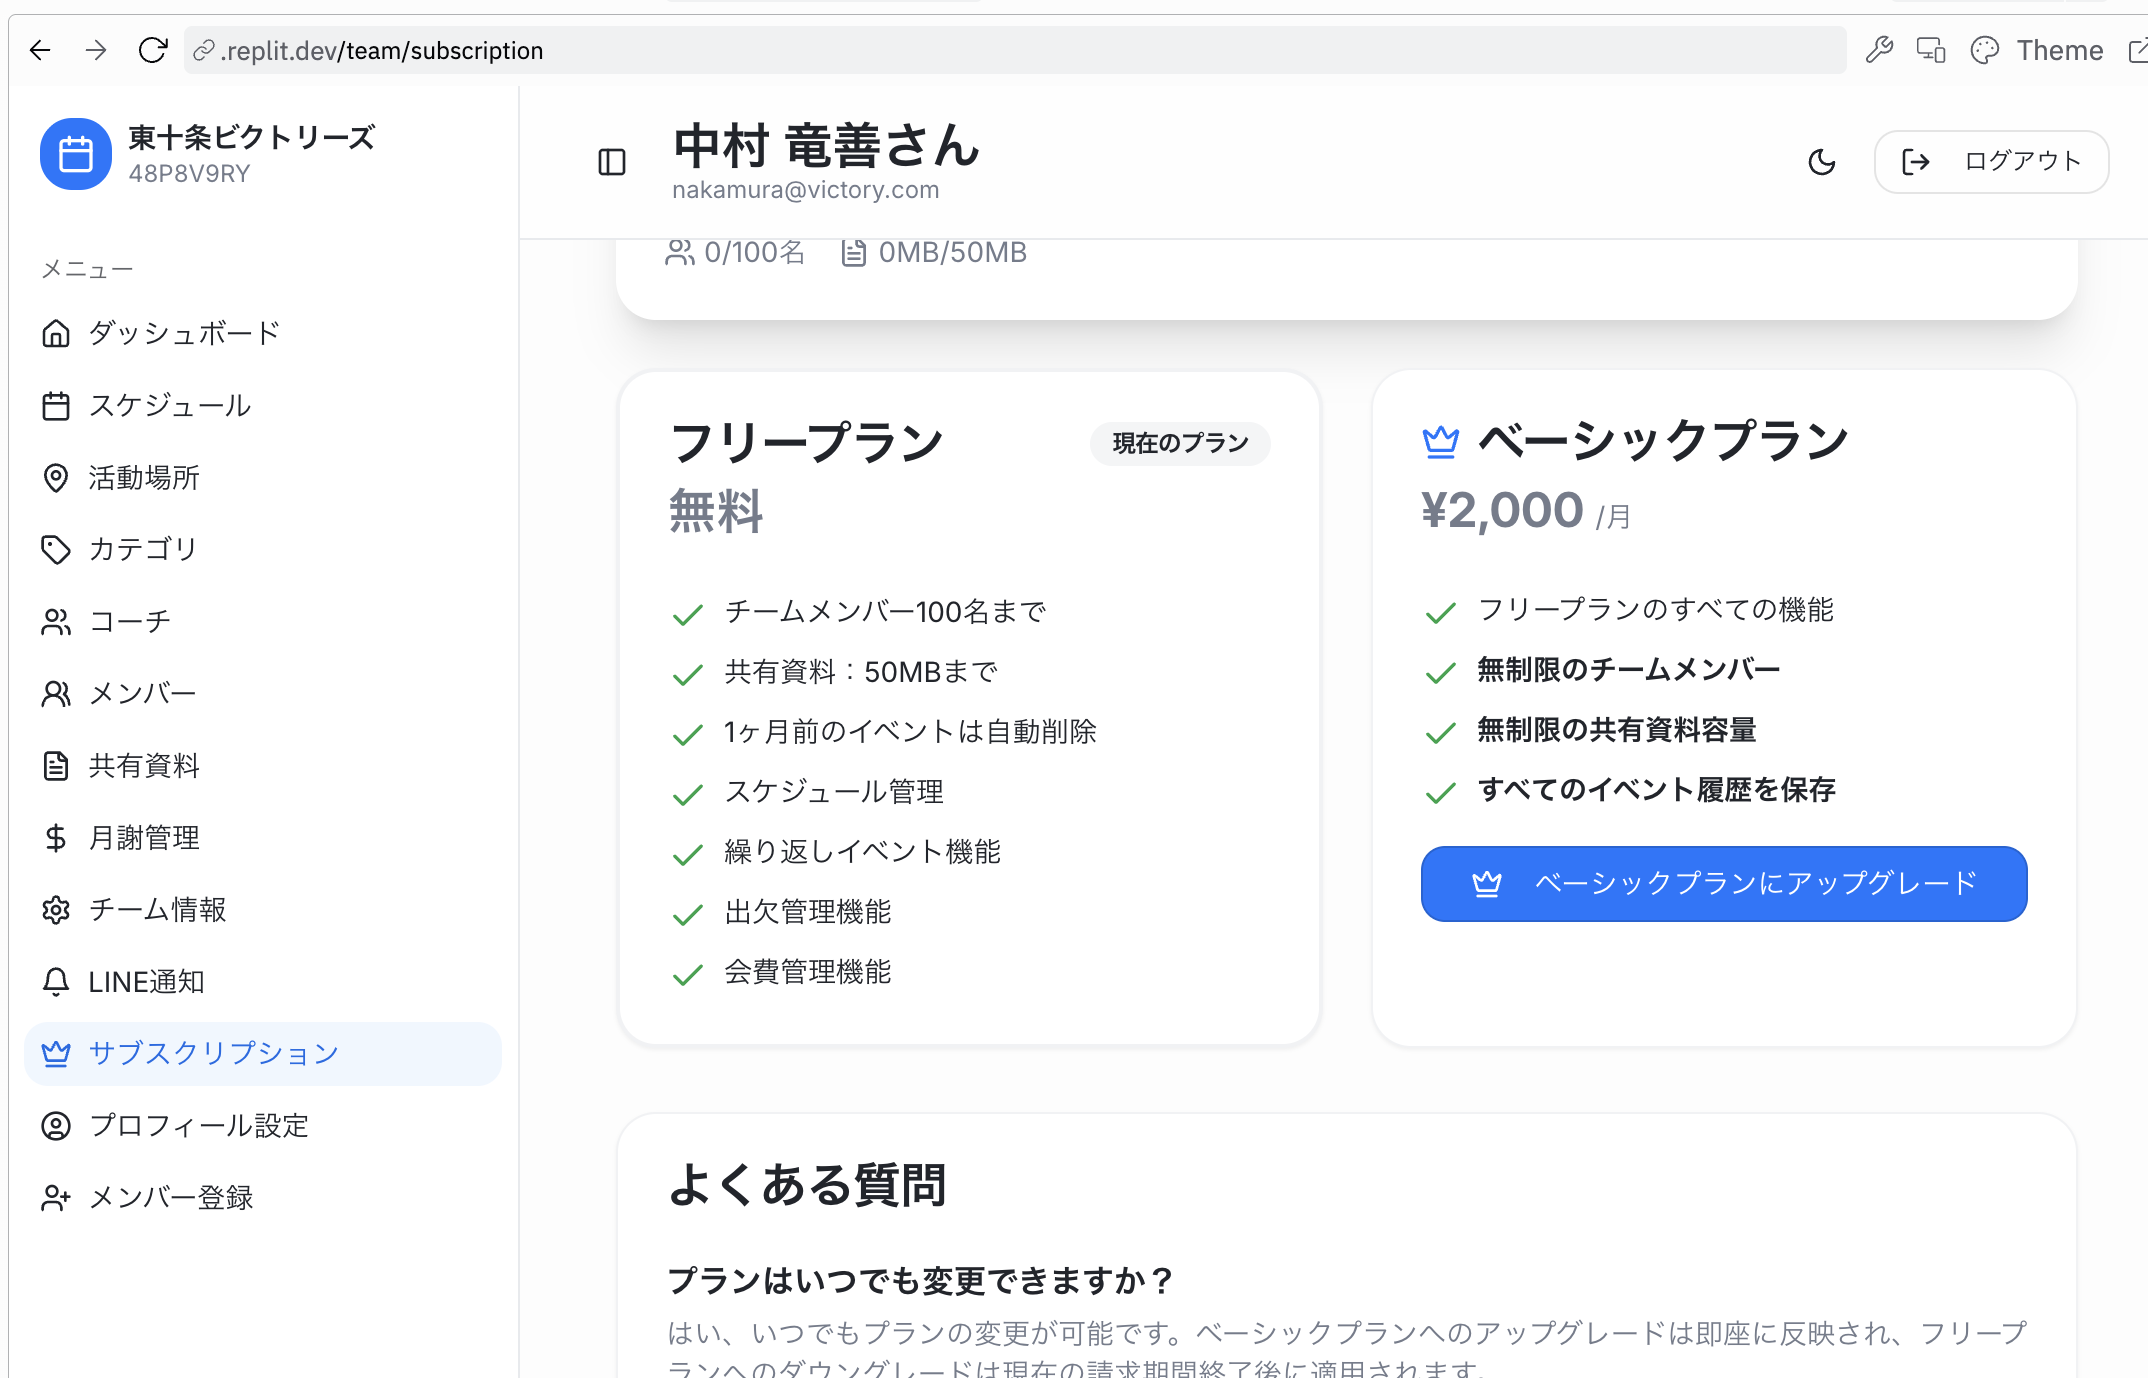 .replit.dev/team/subscription
Theme
東十条ビクトリーズ
48P8V9RY
メニュー
ダッシュボード
スケジュール
活動場所
カテゴリ
コーチ
メンバー
共有資料
月謝管理
チーム情報
LINE通知
サブスクリプション
プロフィール設定
メンバー登録
中村 竜善さん
nakamura@victory.com
ログアウト
0/100名 0MB/50MB
フリープラン
現在のプラン
無料
チームメンバー100名まで
共有資料：50MBまで
1ヶ月前のイベントは自動削除
スケジュール管理
繰り返しイベント機能
出欠管理機能
会費管理機能
ベーシックプラン
¥2,000 /月
フリープランのすべての機能
無制限のチームメンバー
無制限の共有資料容量
すべてのイベント履歴を保存
ベーシックプランにアップグレード
よくある質問
プランはいつでも変更できますか？
はい、いつでもプランの変更が可能です。ベーシックプランへのアップグレードは即座に反映され、フリープ
ランへのダウングレードは現在の請求期間終了後に適用されます。